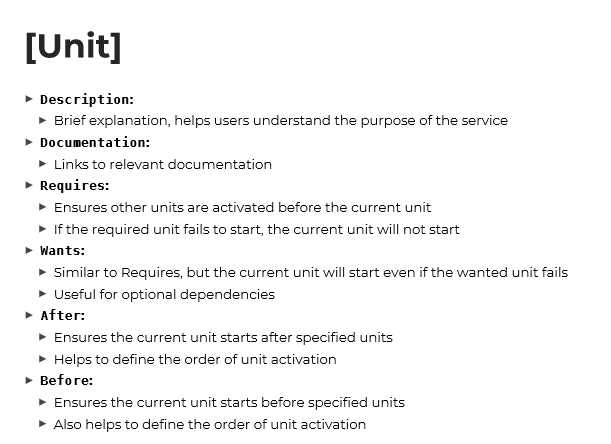 [Unit]
Description:
Brief explanation, helps users understand the purpose of the service
Documentation:
Links to relevant documentation
Requires:
Ensures other units are activated before the current unit
If the required unit fails to start, the current unit will not start
Wants:
Similar to Requires, but the current unit will start even if the wanted unit fails
Useful for optional dependencies
After:
Ensures the current unit starts after specified units
Helps to define the order of unit activation
Before:
Ensures the current unit starts before specified units
Also helps to define the order of unit activation